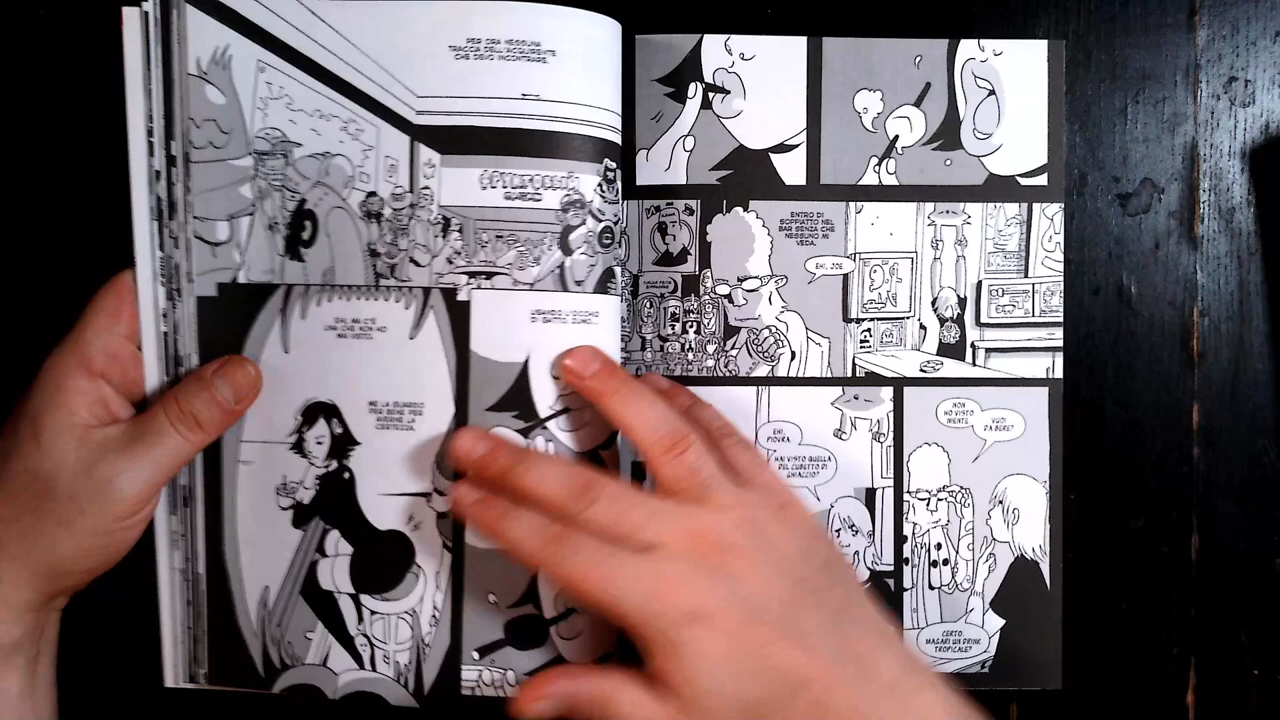 PER ORA NESSUNA
TRACCIA DELL'ACQUIRENTE
CHE DEVO INCONTRARE.
EHI, MA C'È
UNA CHE NON HO
MAI VISTO.
ME LA GUARDO
PER BENE PER
AVERNE LA
CERTEZZA.
ENTRO DI
SOPPIATTO NEL
BAR SENZA CHE
NESSUNO MI
VEDA.
EHI, JOE.
EHI,
PIOVRA.
HAI VISTO QUELLA
DEL CUBETTO DI
GHIACCIO?
NON
HO VISTO
NIENTE.
VUOI
DA BERE?
CERTO.
MAGARI UN DRINK
TROPICALE?